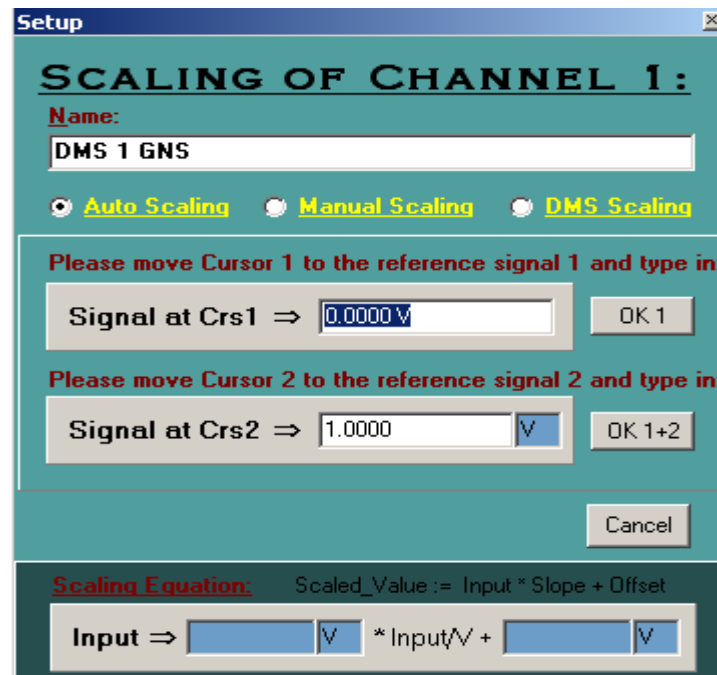 Setup
SCALING OF CHANNEL 1:
Name:
DMS 1 GNS
Auto Scaling Manual Scaling DMS Scaling
Please move Cursor 1 to the reference signal 1 and type in
Signal at Crs1 ⇒ 0.0000 V OK 1
Please move Cursor 2 to the reference signal 2 and type in
Signal at Crs2 ⇒ 1.0000 V OK 1+2
Cancel
Scaling Equation: Scaled_Value := Input * Slope + Offset
Input ⇒ V * Input/V + V